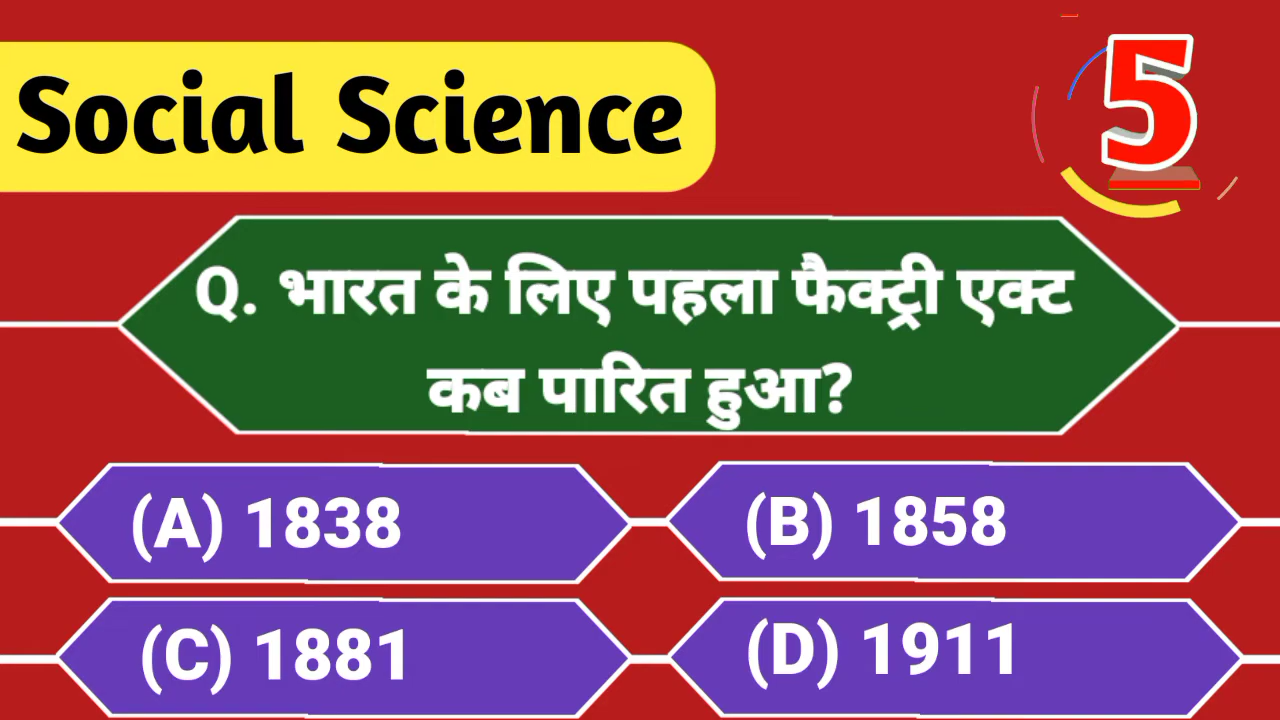 Social Science
5
Q. भारत के लिए पहला फैक्ट्री एक्ट
कब पारित हुआ?
(A) 1838
(B) 1858
(C) 1881
(D) 1911